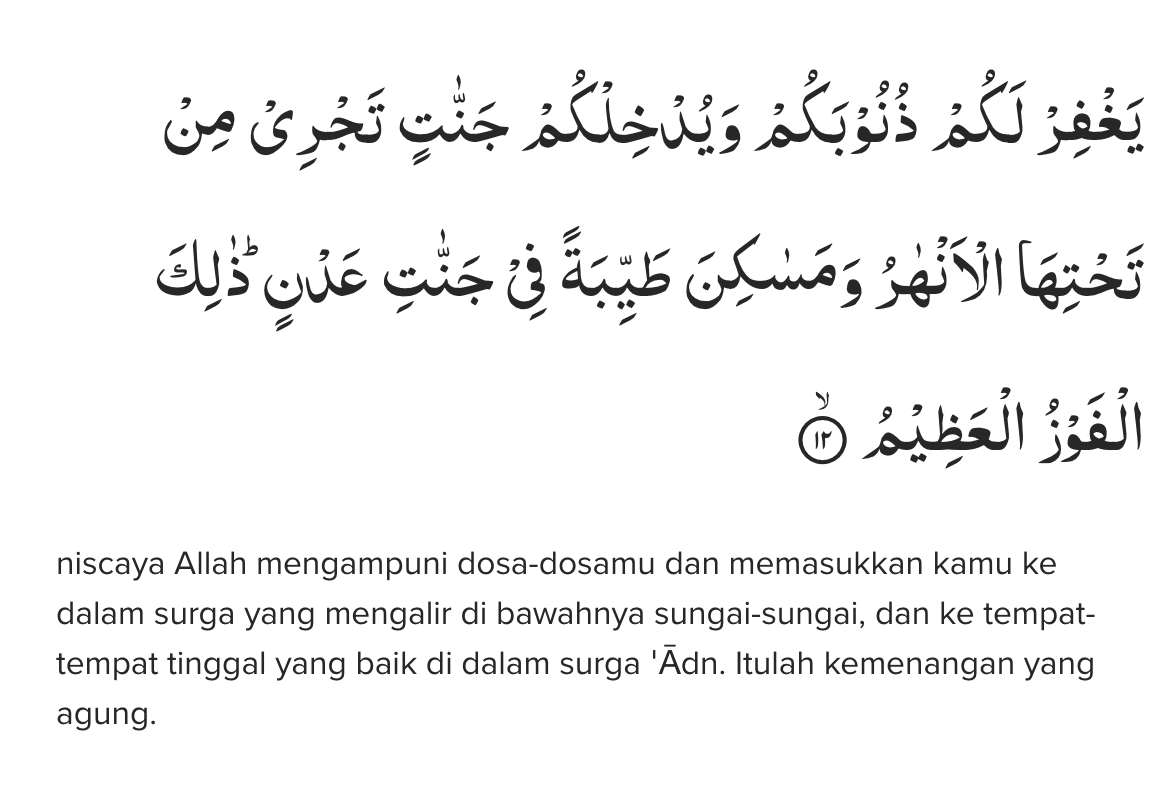 يَغْفِرْ لَكُمْ ذُنُوْبَكُمْ وَيُدْخِلْكُمْ جَنّٰتٍ تَجْرِيْ مِنْ
تَحْتِهَا الْاَنْهٰرُ وَمَسٰكِنَ طَيِّبَةً فِيْ جَنّٰتِ عَدْنٍۗ ذٰلِكَ
الْفَوْزُ الْعَظِيْمُۙ ١٢
niscaya Allah mengampuni dosa-dosamu dan memasukkan kamu ke
dalam surga yang mengalir di bawahnya sungai-sungai, dan ke tempat-
tempat tinggal yang baik di dalam surga 'Ādn. Itulah kemenangan yang
agung.